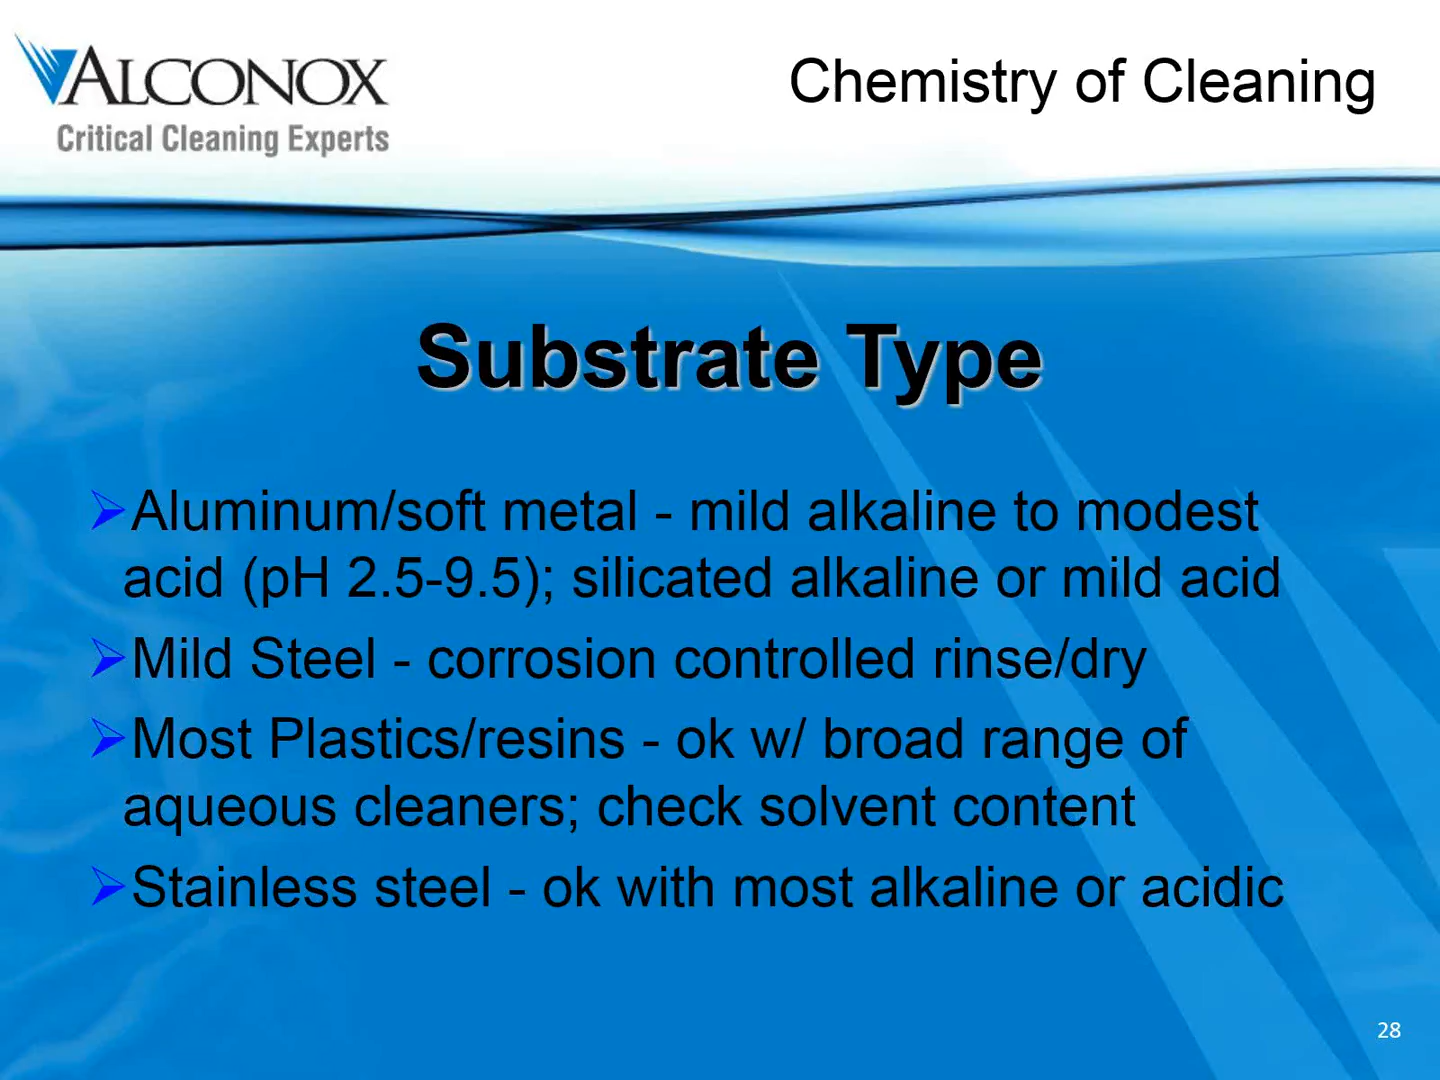 ALCONOX
Critical Cleaning Experts
Chemistry of Cleaning
Substrate Type
➢Aluminum/soft metal - mild alkaline to modest
acid (pH 2.5-9.5); silicated alkaline or mild acid
➢Mild Steel - corrosion controlled rinse/dry
➢Most Plastics/resins - ok w/ broad range of
aqueous cleaners; check solvent content
➢Stainless steel - ok with most alkaline or acidic
28